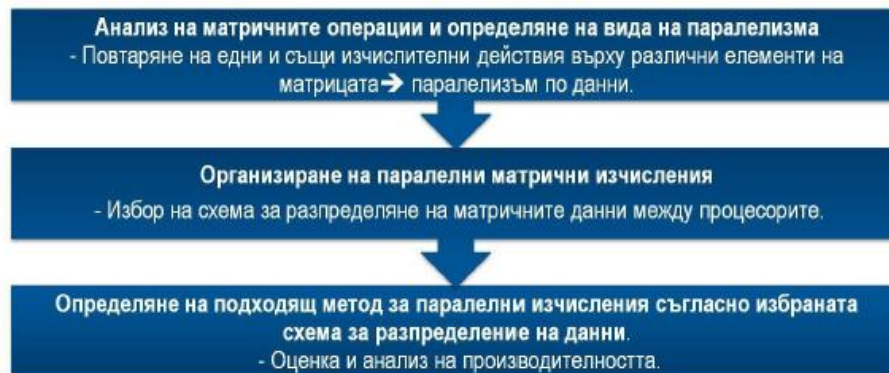 Анализ на матричните операции и определяне на вида на паралелизма
- Повтаряне на едни и същи изчислителни действия върху различни елементи на
матрицата➔ паралелизъм по данни.
Организиране на паралелни матрични изчисления
- Избор на схема за разпределяне на матричните данни между процесорите.
Определяне на подходящ метод за паралелни изчисления съгласно избраната
схема за разпределение на данни.
- Оценка и анализ на производителността.